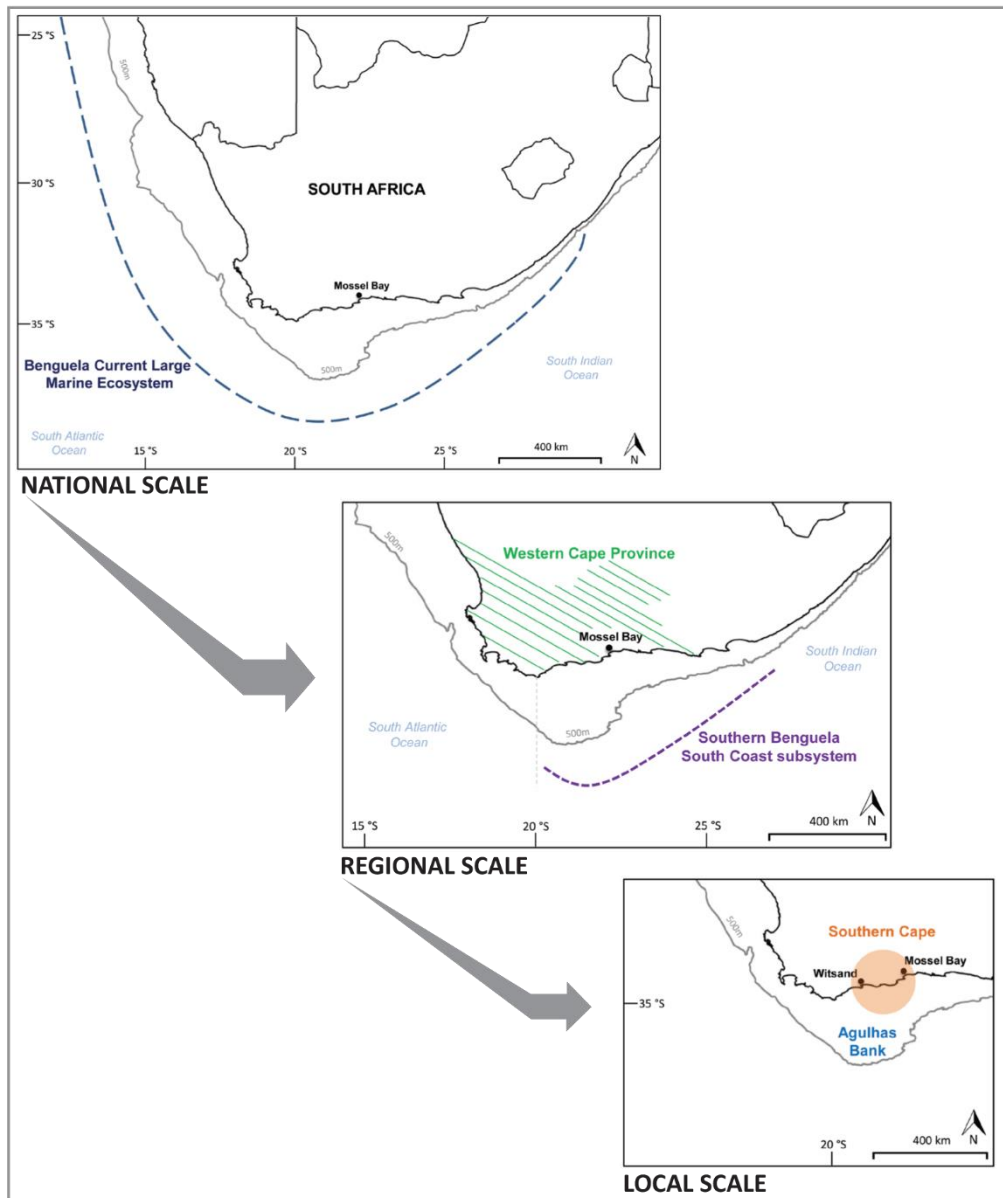 25°S
500m
30 °S
SOUTH AFRICA
Mossel Bay
35°S
Benguela Current Large
Marine Ecosystem
500m
South Indian
Ocean
South Atlantic
Ocean
15 °S
20 °S
25°S
400 km
N
NATIONAL SCALE
500m
Western Cape Province
Mossel Bay
South Indian
Ocean
South Atlantic
Ocean
500m
Southern Benguela
South Coast subsystem
15 °S
20 °S
25°S
400 km
N
REGIONAL SCALE
500m
Southern Cape
Witsand
Mossel Bay
35°S
Agulhas
Bank
20 °S
400 km
N
LOCAL SCALE